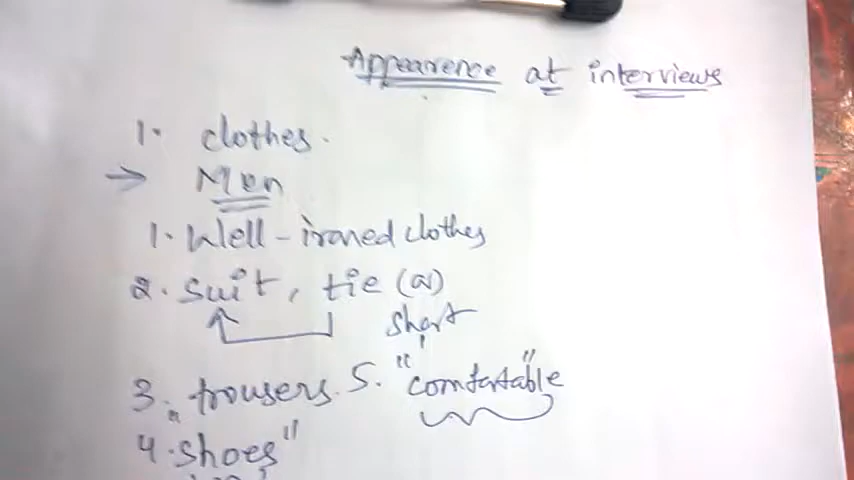 Appearence at interviews
1. clothes.
→ Men
1. Well-ironed clothes
2. suit, tie (or)
short
3. trousers. 5. "comfortable"
4. "shoes"